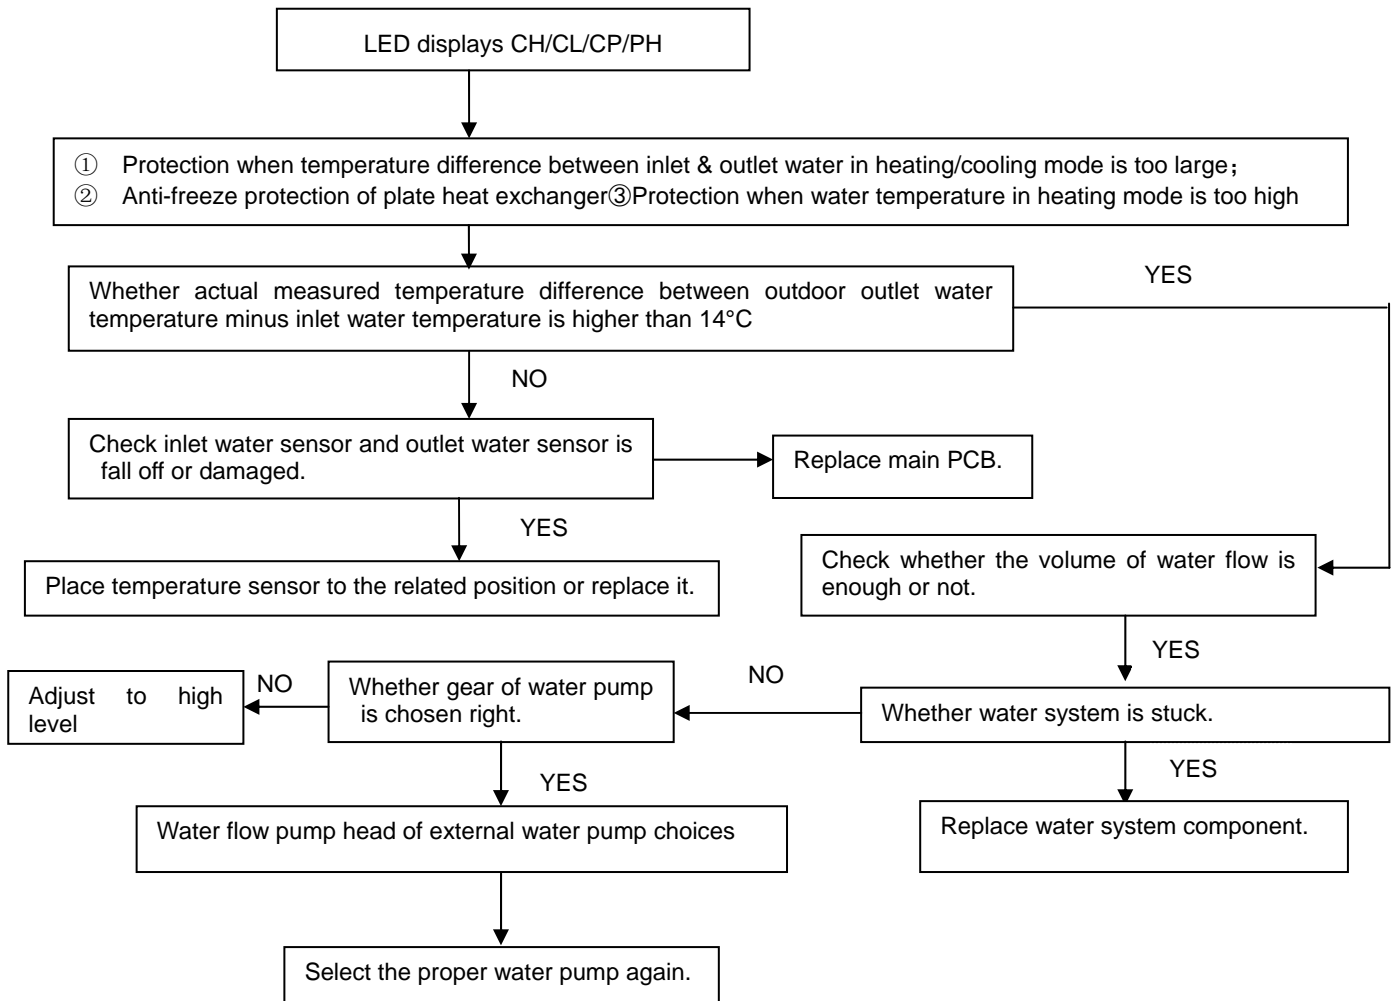 LED displays CH/CL/CP/PH
① Protection when temperature difference between inlet & outlet water in heating/cooling mode is too large；
② Anti-freeze protection of plate heat exchanger③Protection when water temperature in heating mode is too high
YES
Whether actual measured temperature difference between outdoor outlet water
temperature minus inlet water temperature is higher than 14°C
NO
Check inlet water sensor and outlet water sensor is
fall off or damaged.
Replace main PCB.
YES
Place temperature sensor to the related position or replace it.
Check whether the volume of water flow is
enough or not.
YES
Adjust to high
level
NO
Whether gear of water pump
is chosen right.
NO
Whether water system is stuck.
YES
YES
Water flow pump head of external water pump choices
Replace water system component.
Select the proper water pump again.